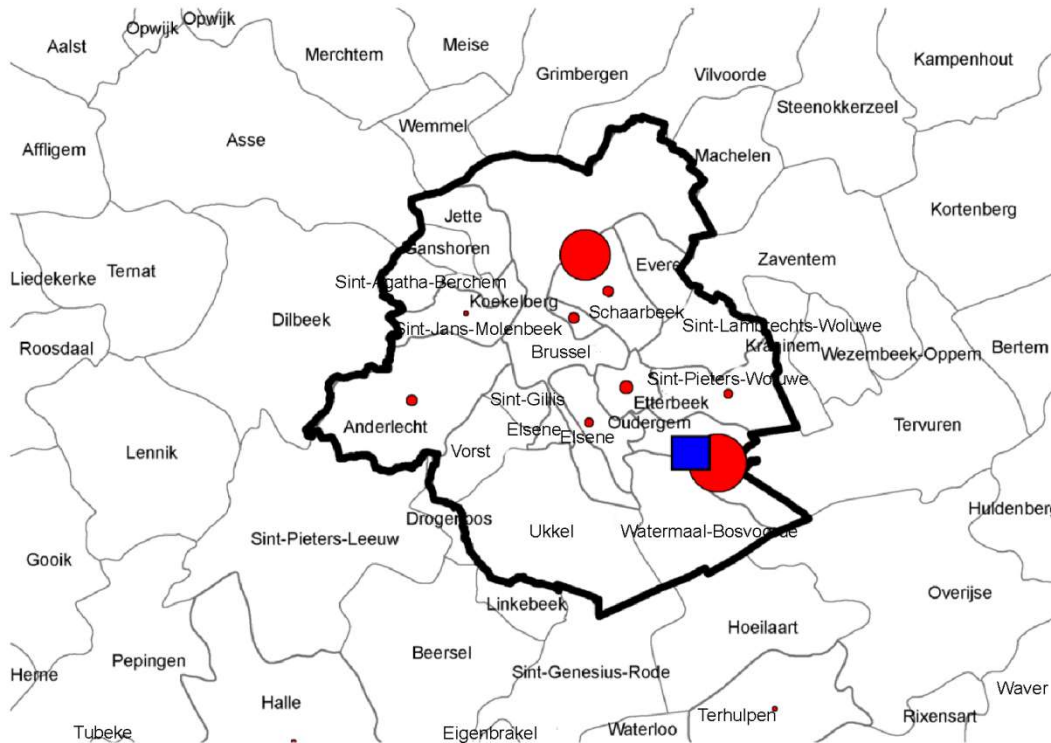 Opwijk
Opwijk
Aalst
Merchtem
Meise
Grimbergen
Vilvoorde
Kampenhout
Steenokkerzeel
Affligem
Asse
Wemmel
Machelen
Kortenberg
Jette
Ganshoren
Evere
Zaventem
Liedekerke
Ternat
Sint-Agatha-Berchem
Koekelberg
Schaarbeek
Dilbeek
Sint-Jans-Molenbeek
Sint-Lambrechts-Woluwe
Roosdaal
Kraainem
Wezembeek-Oppem
Bertem
Brussel
Sint-Pieters-Woluwe
Sint-Gillis
Etterbeek
Anderlecht
Elsene
Elsene
Oudergem
Tervuren
Lennik
Vorst
Huldenberg
Drogenbos
Sint-Pieters-Leeuw
Ukkel
Watermaal-Bosvoorde
Gooik
Linkebeek
Overijse
Hoeilaart
Pepingen
Beersel
Herne
Sint-Genesius-Rode
Halle
Waver
Terhulpen
Rixensart
Tubeke
Eigenbrakel
Waterloo